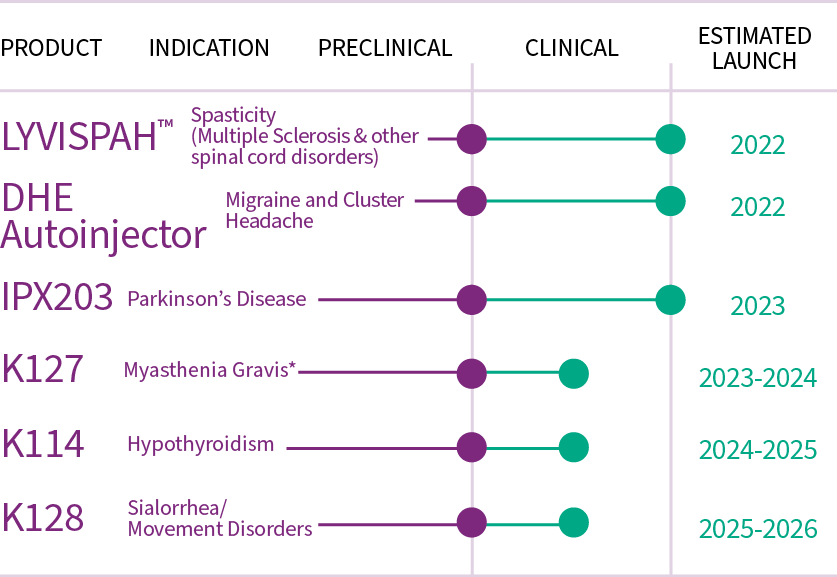 PRODUCT INDICATION PRECLINICAL CLINICAL ESTIMATED
LAUNCH
LYVISPAH™ Spasticity
(Multiple Sclerosis & other
spinal cord disorders)
2022
DHE
Autoinjector
Migraine and Cluster
Headache
2022
IPX203 Parkinson’s Disease 2023
K127 Myasthenia Gravis* 2023-2024
K114 Hypothyroidism 2024-2025
K128 Sialorrhea/
Movement Disorders
2025-2026